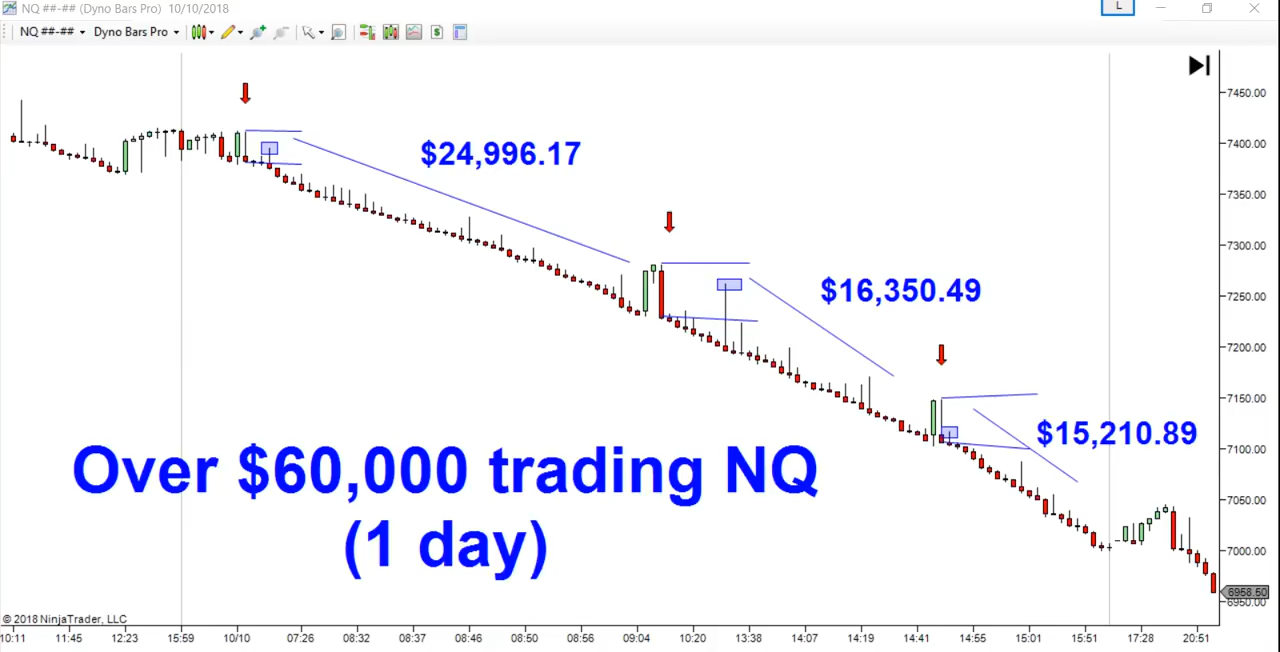 NQ ##-## (Dyno Bars Pro) 10/10/2018
L
NQ ##-## Dyno Bars Pro
7450.00
$24,996.17
7400.00
7350.00
7300.00
$16,350.49
7250.00
7200.00
7150.00
$15,210.89
7100.00
Over $60,000 trading NQ
(1 day)
7050.00
7000.00
6958.50
6950.00
© 2018 NinjaTrader, LLC
10:11 11:45 12:23 15:59 10/10 07:26 08:32 08:37 08:50 08:56 09:04 10:20 13:38 14:07 14:19 14:41 14:55 15:01 15:51 17:28 20:51